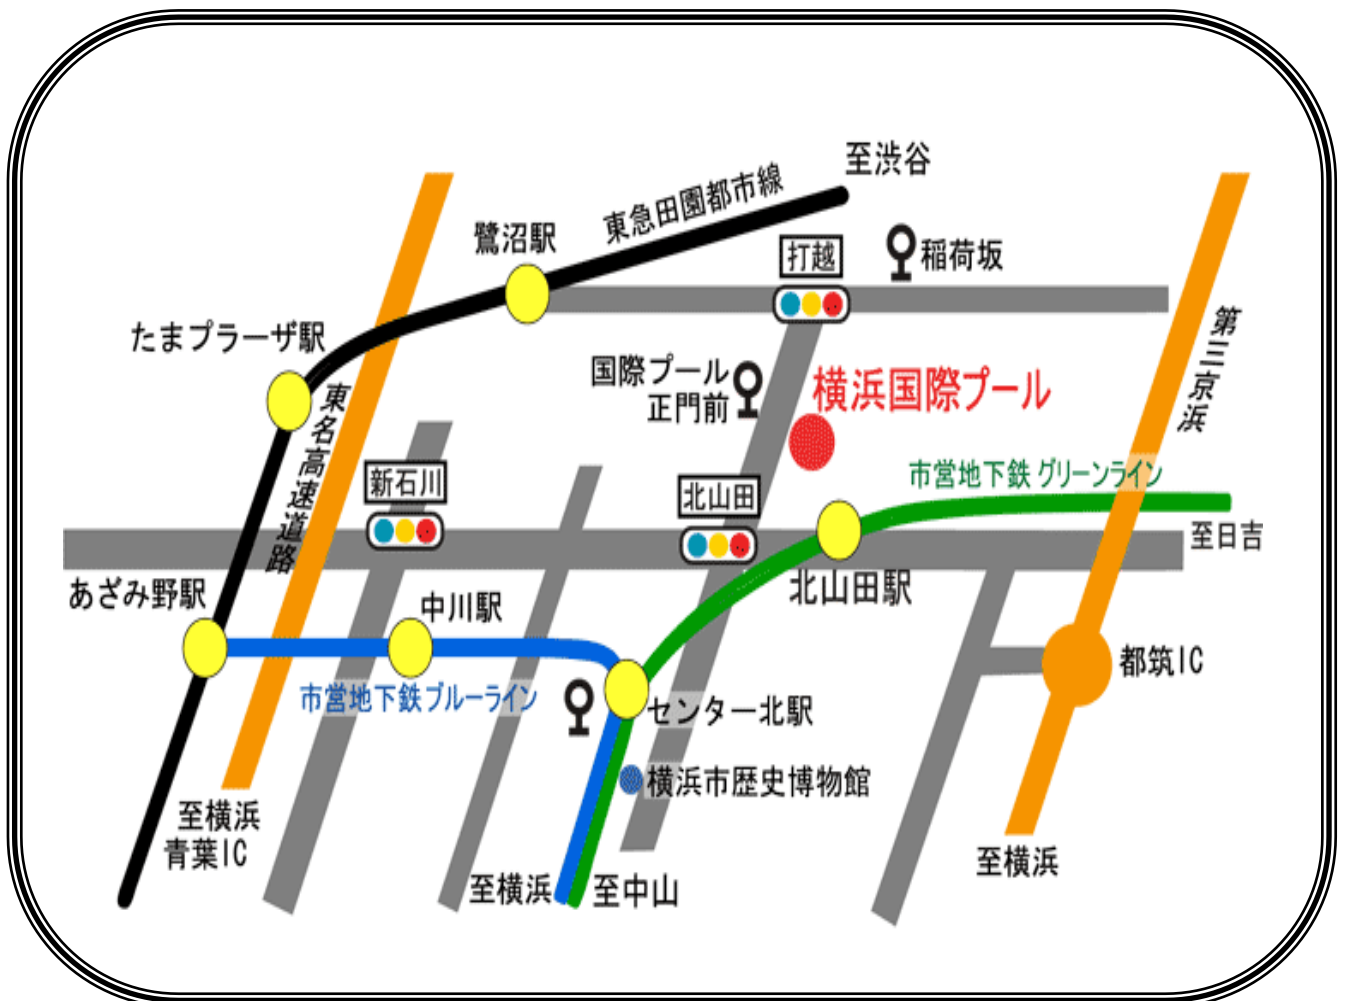 至渋谷
東急田園都市線
鷺沼駅
打越
稲荷坂
たまプラーザ駅
第三京浜
国際プール
正門前
横浜国際プール
東名高速道路
新石川
北山田
市営地下鉄 グリーンライン
至日吉
あざみ野駅
中川駅
北山田駅
都筑IC
市営地下鉄ブルーライン
センター北駅
横浜市歴史博物館
至横浜
青葉IC
至横浜
至中山
至横浜